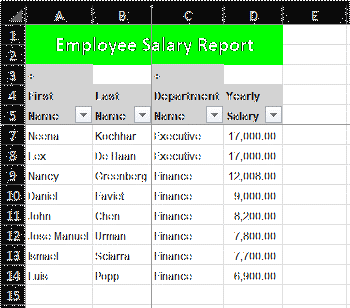 A B C D E
1
2 Employee Salary Report
3
4 First Last Department Yearly
5 Name Name Name Salary
7 Neena Kochhar Executive 17,000.00
8 Lex De Haan Executive 17,000.00
9 Nancy Greenberg Finance 12,008.00
10 Daniel Faviet Finance 9,000.00
11 John Chen Finance 8,200.00
12 Jose Manuel Urman Finance 7,800.00
13 Ismael Sciarra Finance 7,700.00
14 Luis Popp Finance 6,900.00
15